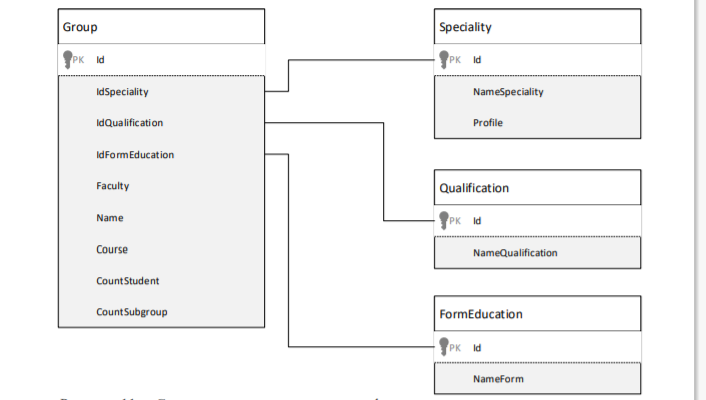 Group
PK Id
IdSpeciality
IdQualification
IdFormEducation
Faculty
Name
Course
CountStudent
CountSubgroup
Speciality
PK Id
NameSpeciality
Profile
Qualification
PK Id
NameQualification
FormEducation
PK Id
NameForm